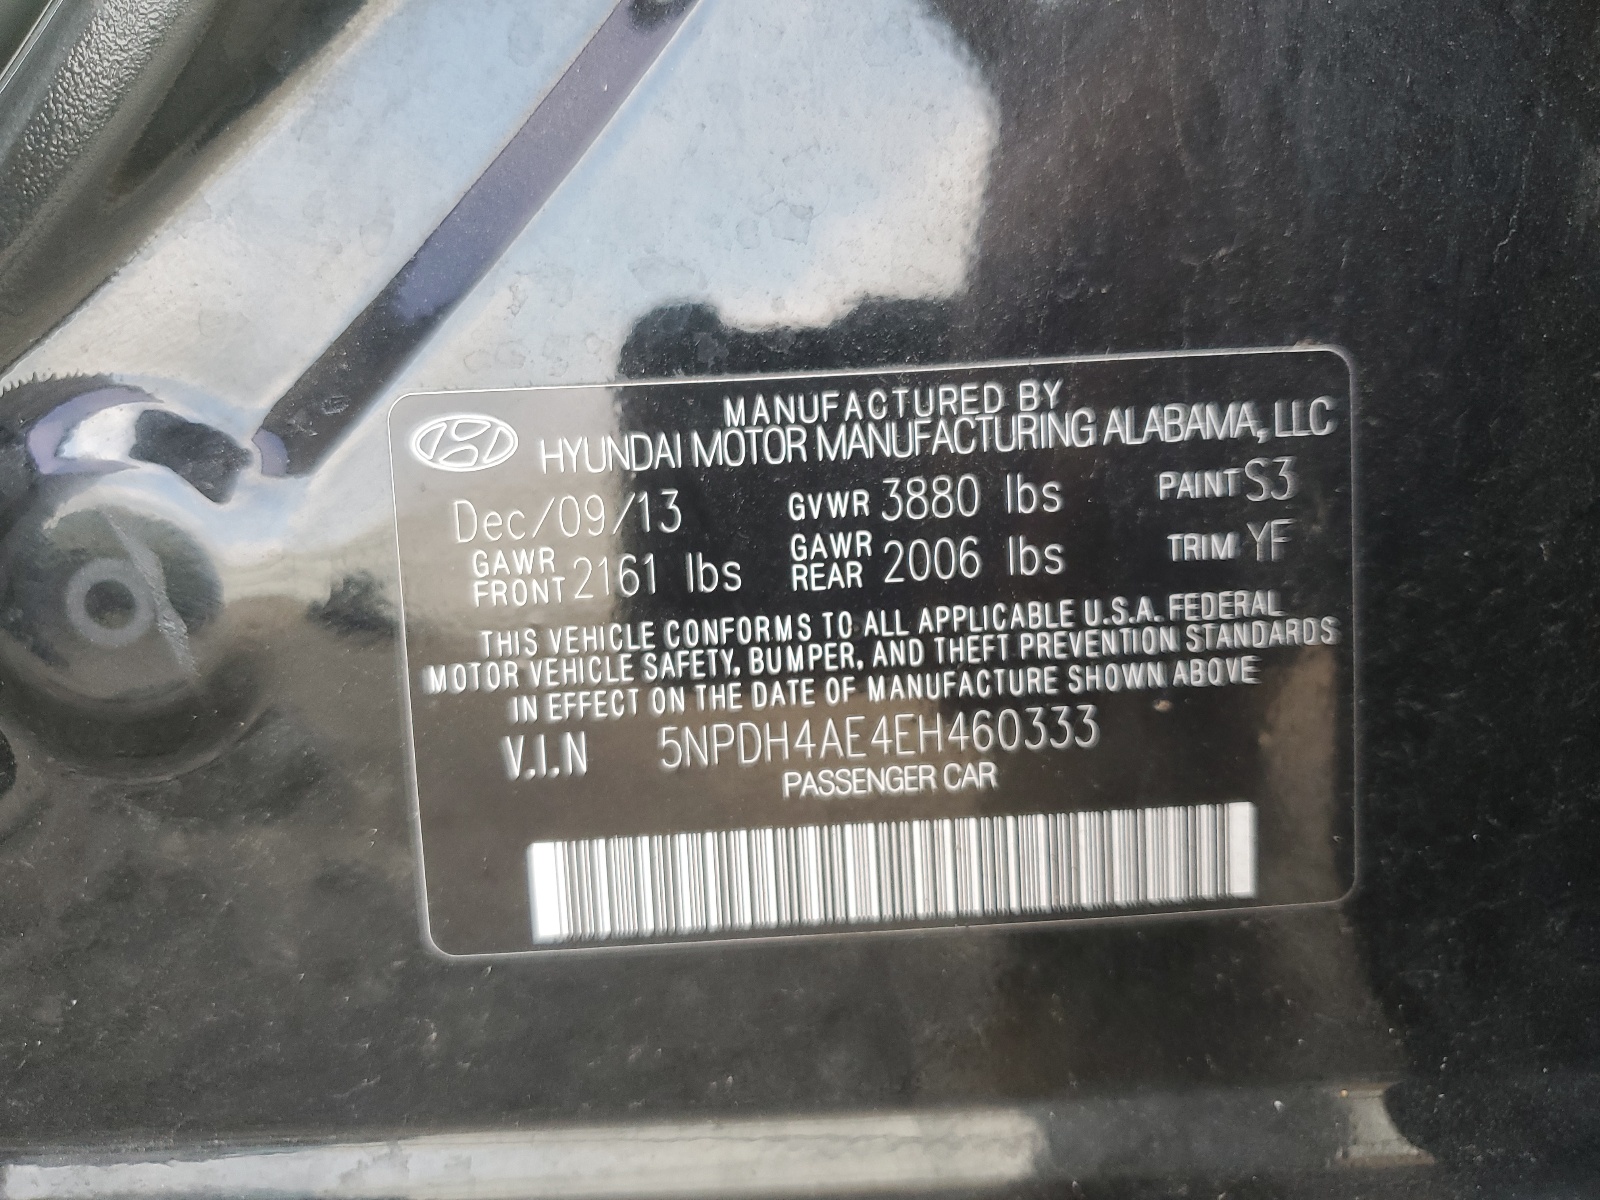 MANUFACTURED BY
HYUNDAI MOTOR MANUFACTURING ALABAMA, LLC
Dec/09/13 GVWR 3880 lbs PAINT S3
GAWR FRONT 2161 lbs GAWR REAR 2006 lbs TRIM YF
THIS VEHICLE CONFORMS TO ALL APPLICABLE U.S.A. FEDERAL
MOTOR VEHICLE SAFETY, BUMPER, AND THEFT PREVENTION STANDARDS
IN EFFECT ON THE DATE OF MANUFACTURE SHOWN ABOVE
V.I.N 5NPDH4AE4EH460333
PASSENGER CAR